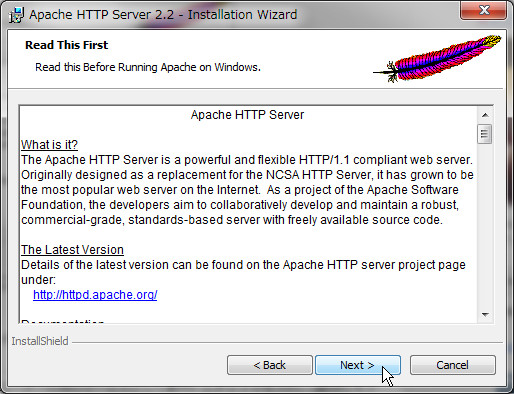 Apache HTTP Server 2.2 - Installation Wizard
Read This First
Read this Before Running Apache on Windows.
Apache HTTP Server
What is it?
The Apache HTTP Server is a powerful and flexible HTTP/1.1 compliant web server.
Originally designed as a replacement for the NCSA HTTP Server, it has grown to be
the most popular web server on the Internet.  As a project of the Apache Software
Foundation, the developers aim to collaboratively develop and maintain a robust,
commercial-grade, standards-based server with freely available source code.
The Latest Version
Details of the latest version can be found on the Apache HTTP server project page
under:
http://httpd.apache.org/
Documentation
InstallShield
< Back
Next >
Cancel